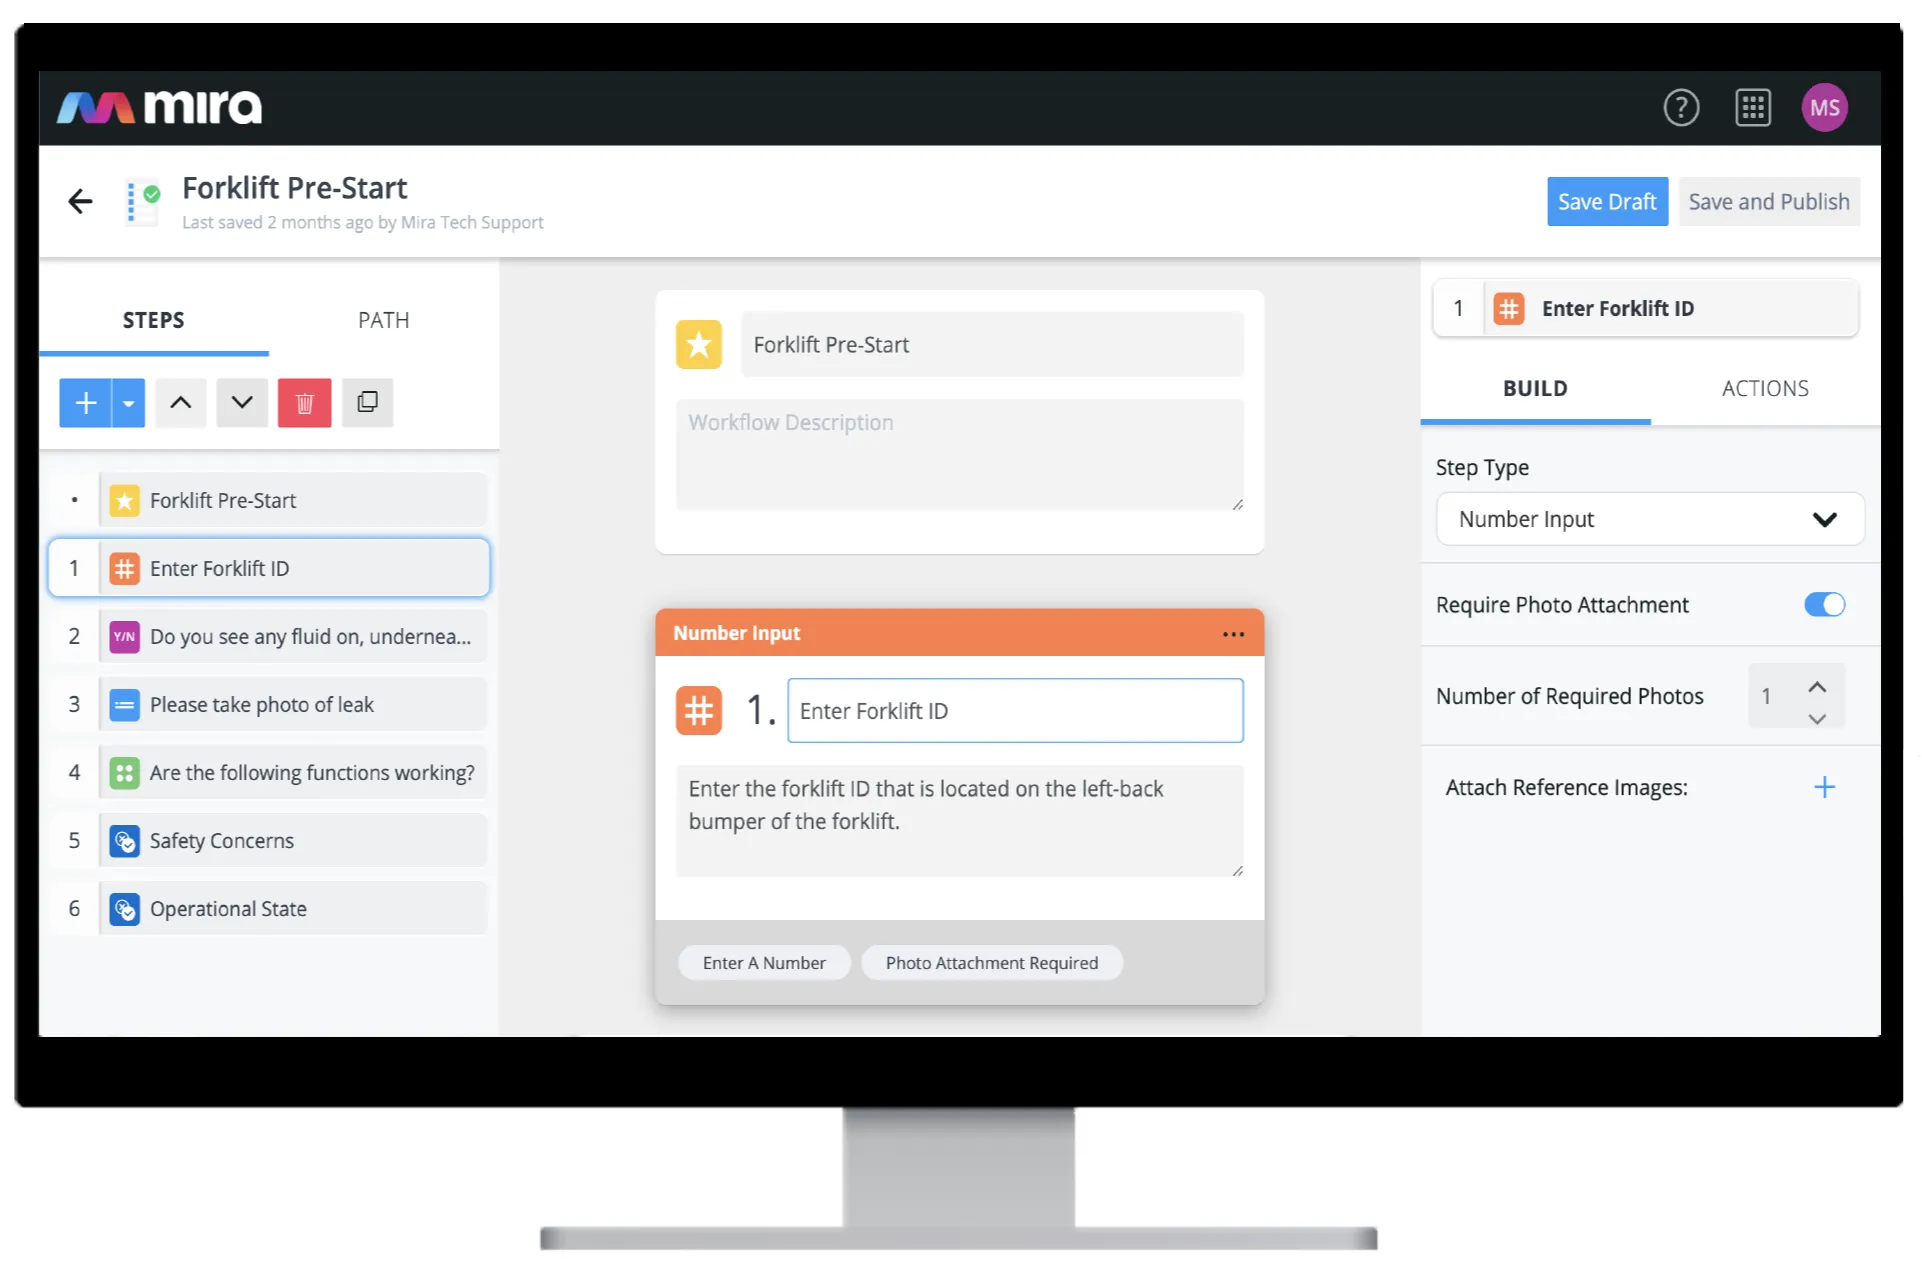 mira
?
MS
Forklift Pre-Start
Last saved 2 months ago by Mira Tech Support
Save Draft
Save and Publish
STEPS
PATH
Forklift Pre-Start
1 Enter Forklift ID
2 Y/N Do you see any fluid on, undernea...
3 Please take photo of leak
4 Are the following functions working?
5 Safety Concerns
6 Operational State
Forklift Pre-Start
Workflow Description
Number Input
1. Enter Forklift ID
Enter the forklift ID that is located on the left-back
bumper of the forklift.
Enter A Number
Photo Attachment Required
1 Enter Forklift ID
BUILD
ACTIONS
Step Type
Number Input
Require Photo Attachment
Number of Required Photos 1
Attach Reference Images: